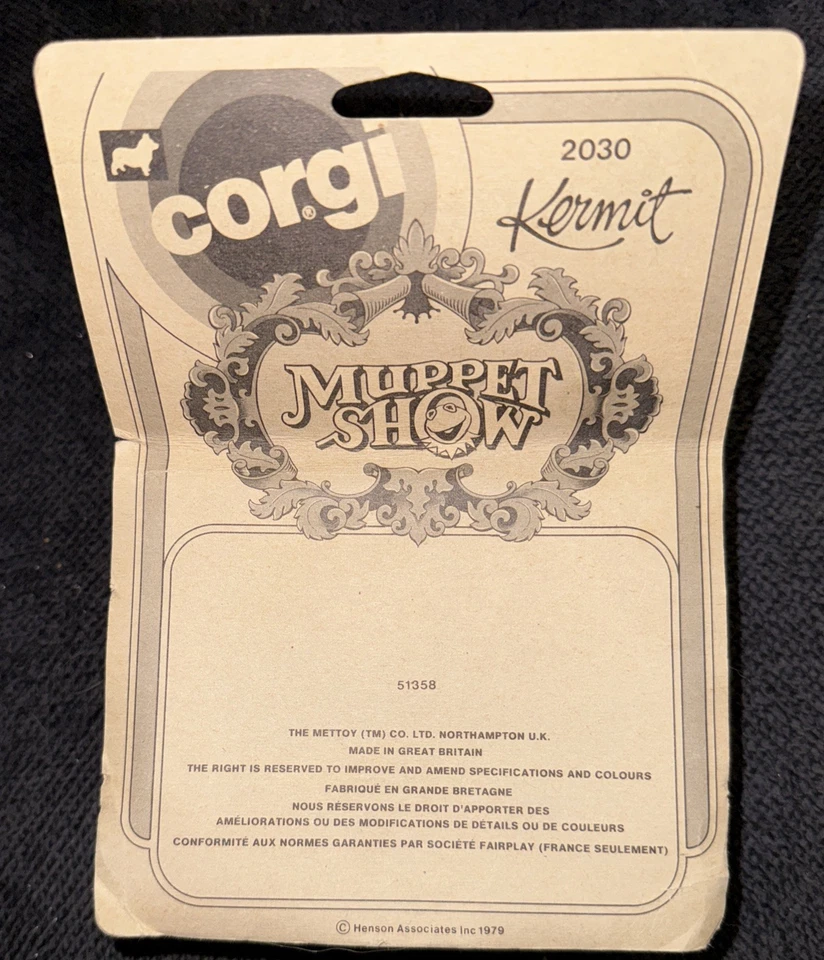 corgi®
2030
Kermit
MUPPET
SHOW
51358
THE METTOY (TM) CO. LTD. NORTHAMPTON U.K.
MADE IN GREAT BRITAIN
THE RIGHT IS RESERVED TO IMPROVE AND AMEND SPECIFICATIONS AND COLOURS
FABRIQUÉ EN GRANDE BRETAGNE
NOUS RÉSERVONS LE DROIT D'APPORTER DES
AMÉLIORATIONS OU DES MODIFICATIONS DE DÉTAILS OU DE COULEURS
CONFORMITÉ AUX NORMES GARANTIES PAR SOCIÉTÉ FAIRPLAY (FRANCE SEULEMENT)
© Henson Associates Inc 1979